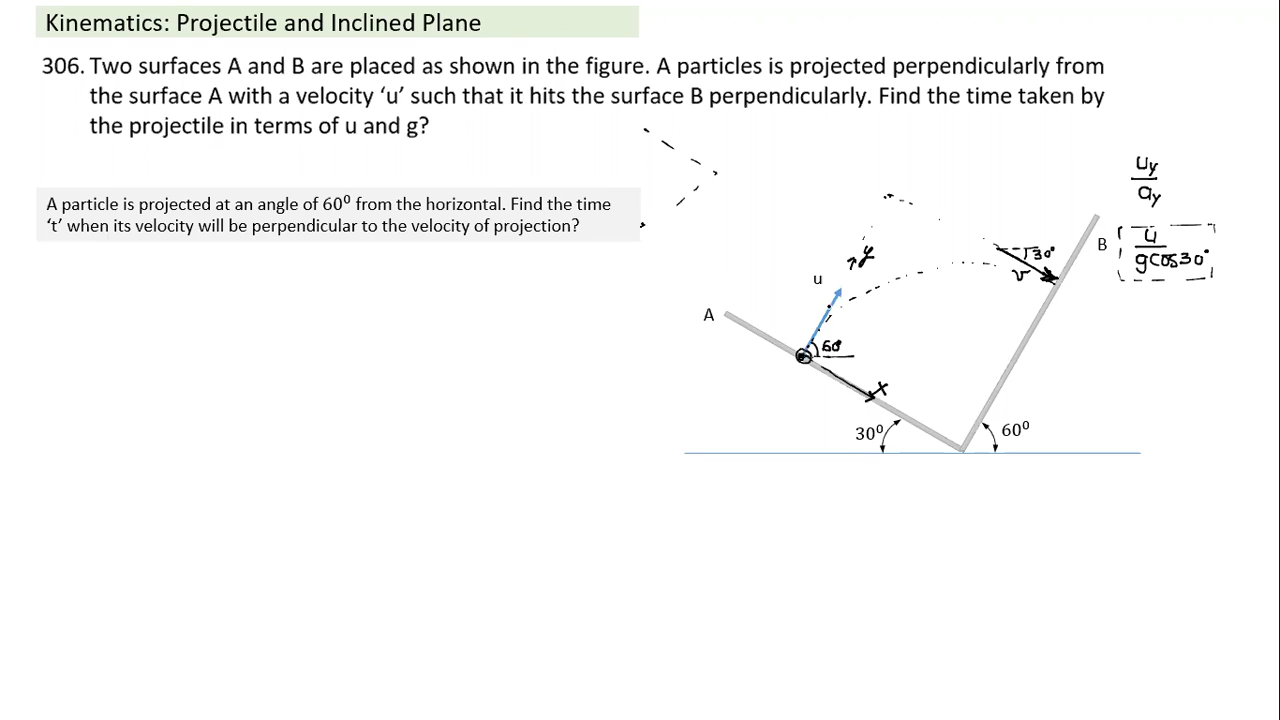 Kinematics: Projectile and Inclined Plane
306. Two surfaces A and B are placed as shown in the figure. A particles is projected perpendicularly from
the surface A with a velocity ‘u’ such that it hits the surface B perpendicularly. Find the time taken by
the projectile in terms of u and g?
A particle is projected at an angle of 60⁰ from the horizontal. Find the time
‘t’ when its velocity will be perpendicular to the velocity of projection?
uy
ay
B
u
gcos30°
30°
v
y
u
A
60°
x
30⁰
60⁰